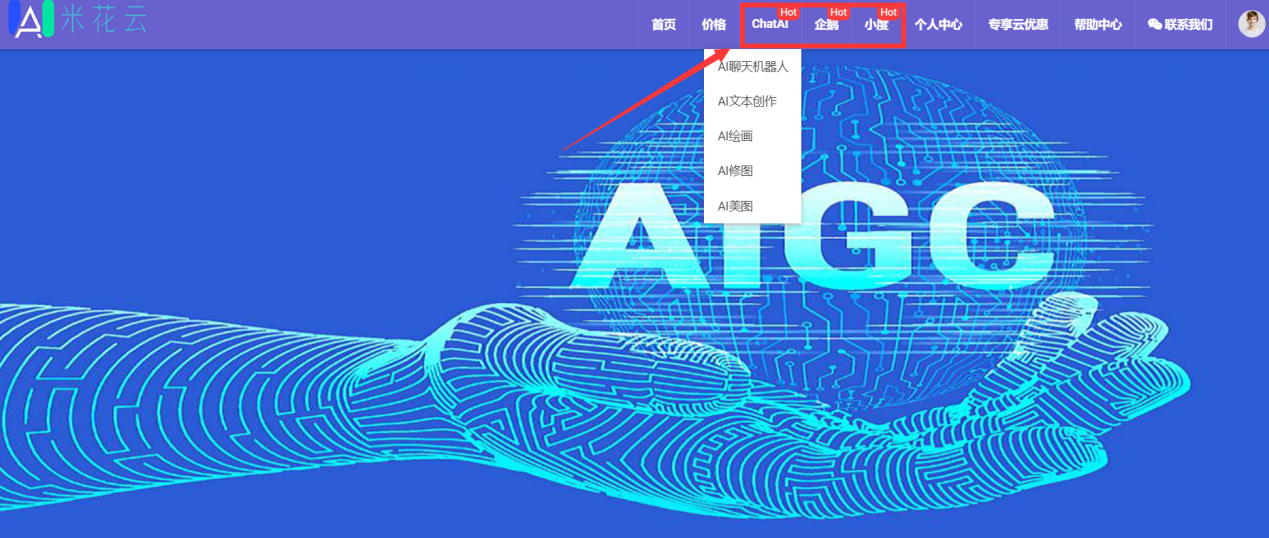 AI 米花云
首页 价格 ChatAI Hot 企鹅 Hot 小度 Hot 个人中心 专享云优惠 帮助中心 联系我们
AI聊天机器人
AI文本创作
AI绘画
AI修图
AI美图
AIGC